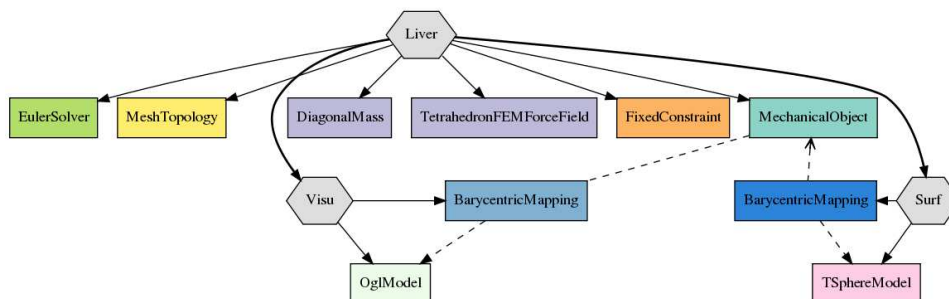 Liver
EulerSolver
MeshTopology
DiagonalMass
TetrahedronFEMForceField
FixedConstraint
MechanicalObject
Visu
BarycentricMapping
BarycentricMapping
Surf
OglModel
TSphereModel